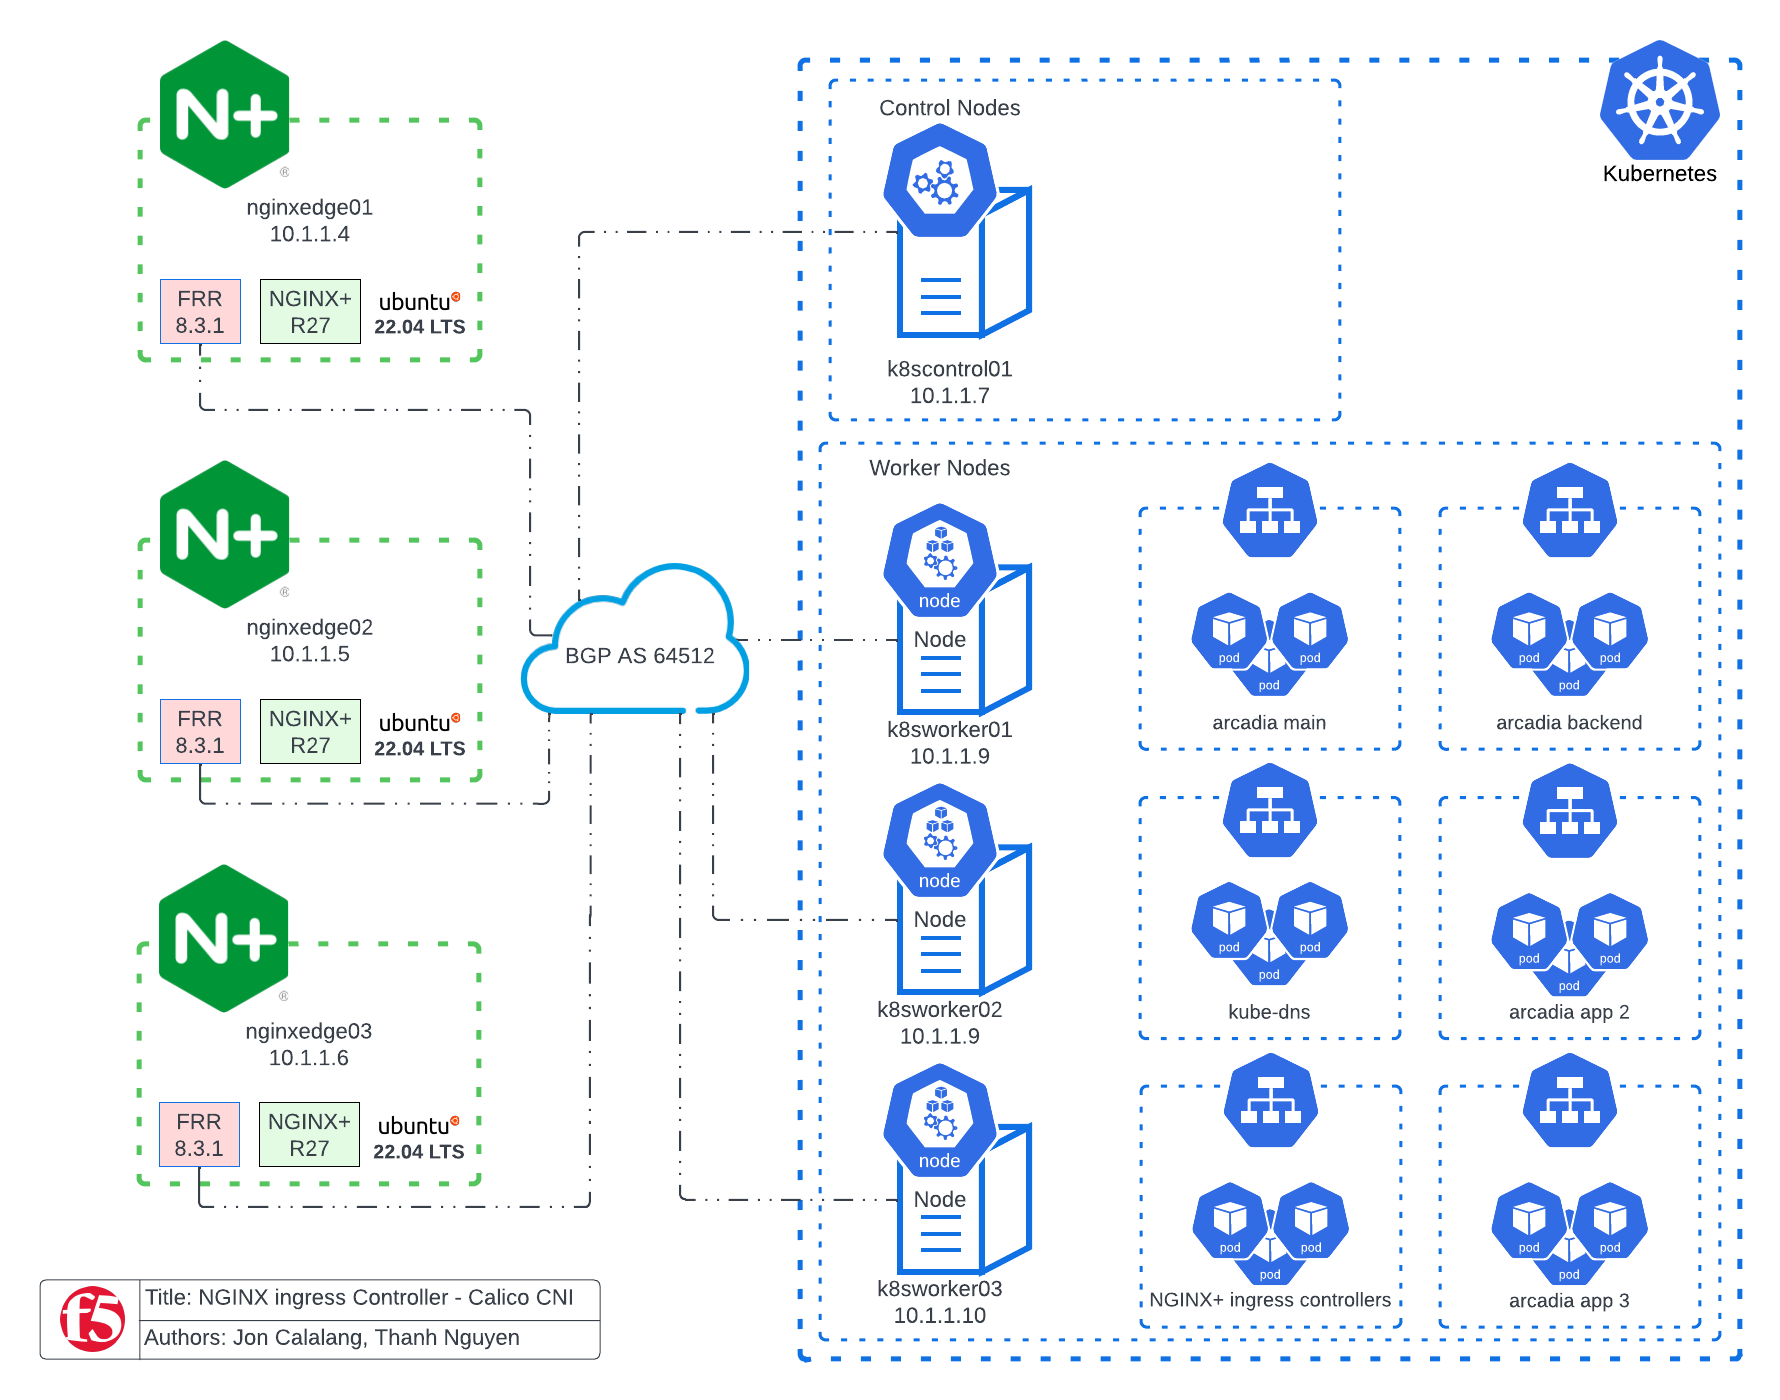 N+
®
nginxedge01
10.1.1.4
FRR
8.3.1
NGINX+
R27
ubuntu
22.04 LTS
N+
®
nginxedge02
10.1.1.5
FRR
8.3.1
NGINX+
R27
ubuntu
22.04 LTS
N+
®
nginxedge03
10.1.1.6
FRR
8.3.1
NGINX+
R27
ubuntu
22.04 LTS
BGP AS 64512
Kubernetes
Control Nodes
k8scontrol01
10.1.1.7
Worker Nodes
node
Node
k8sworker01
10.1.1.9
node
Node
k8sworker02
10.1.1.9
node
Node
k8sworker03
10.1.1.10
pod
pod
pod
arcadia main
pod
pod
pod
arcadia backend
pod
pod
pod
kube-dns
pod
pod
pod
arcadia app 2
pod
pod
pod
NGINX+ ingress controllers
pod
pod
pod
arcadia app 3
f5
Title: NGINX ingress Controller - Calico CNI
Authors: Jon Calalang, Thanh Nguyen